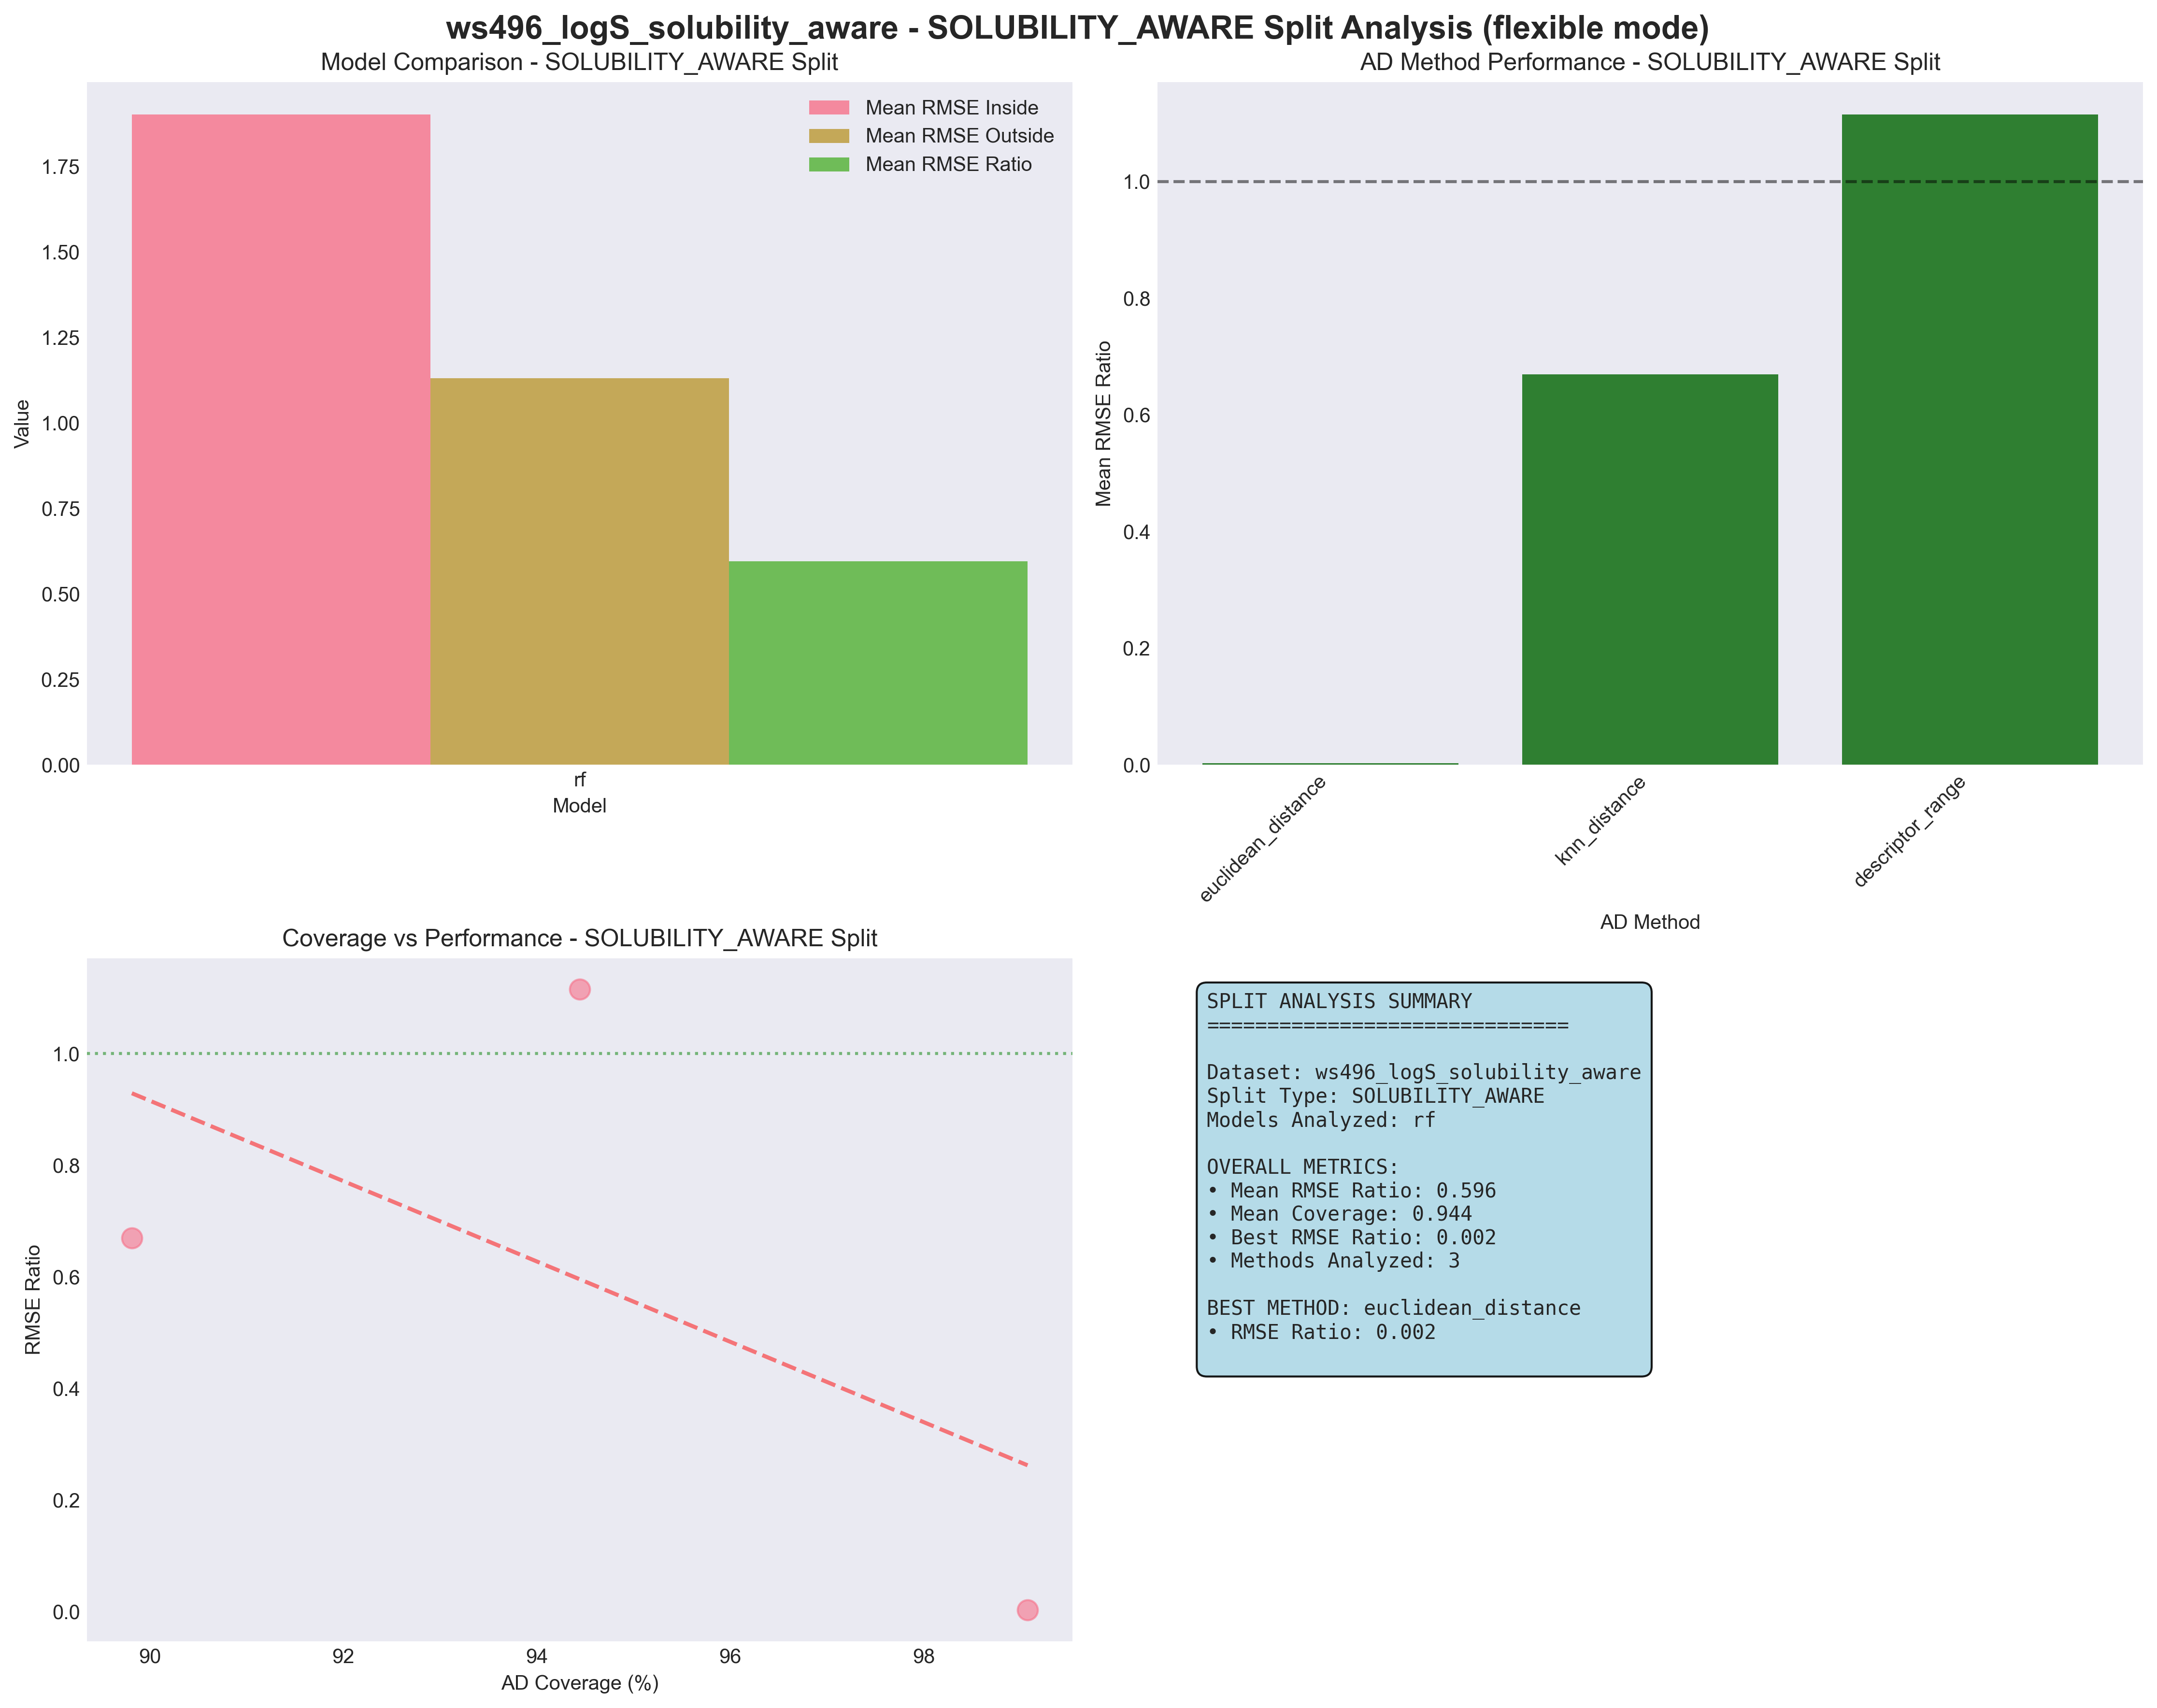 ws496_logS_solubility_aware - SOLUBILITY_AWARE Split Analysis (flexible mode)
Model Comparison - SOLUBILITY_AWARE Split
Mean RMSE Inside
Mean RMSE Outside
Mean RMSE Ratio
Value
1.75
1.50
1.25
1.00
0.75
0.50
0.25
0.00
rf
Model
AD Method Performance - SOLUBILITY_AWARE Split
Mean RMSE Ratio
1.0
0.8
0.6
0.4
0.2
0.0
euclidean_distance
knn_distance
descriptor_range
AD Method
Coverage vs Performance - SOLUBILITY_AWARE Split
RMSE Ratio
1.0
0.8
0.6
0.4
0.2
0.0
90
92
94
96
98
AD Coverage (%)
SPLIT ANALYSIS SUMMARY
==============================
Dataset: ws496_logS_solubility_aware
Split Type: SOLUBILITY_AWARE
Models Analyzed: rf
OVERALL METRICS:
• Mean RMSE Ratio: 0.596
• Mean Coverage: 0.944
• Best RMSE Ratio: 0.002
• Methods Analyzed: 3
BEST METHOD: euclidean_distance
• RMSE Ratio: 0.002